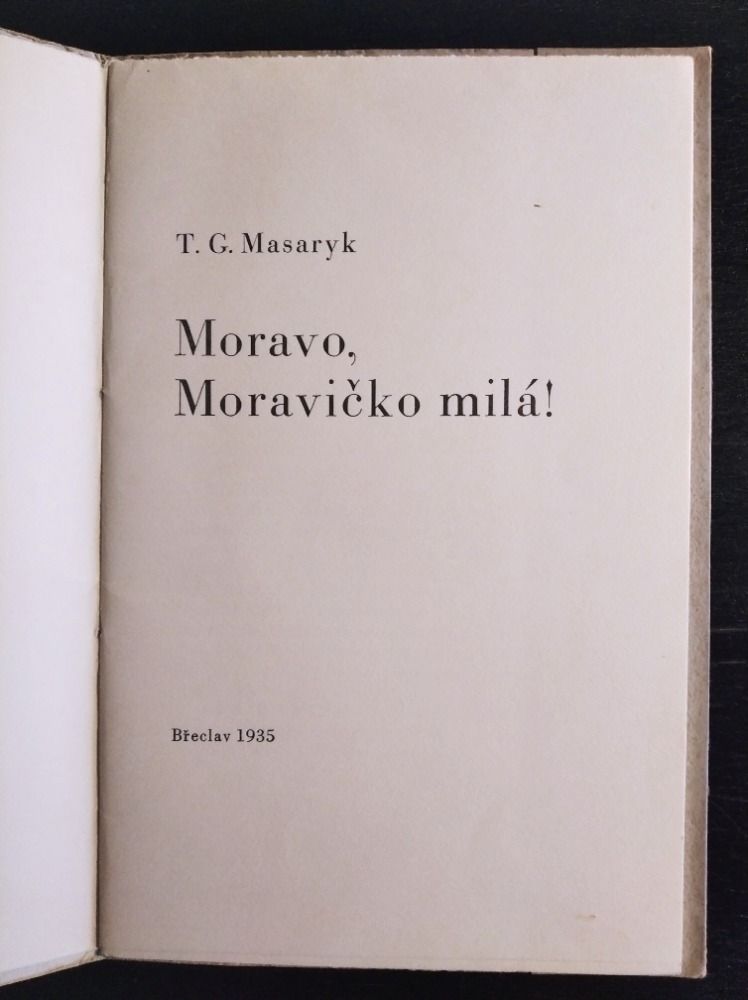 T. G. Masaryk
Moravo,
Moravičko milá!
Břeclav 1935